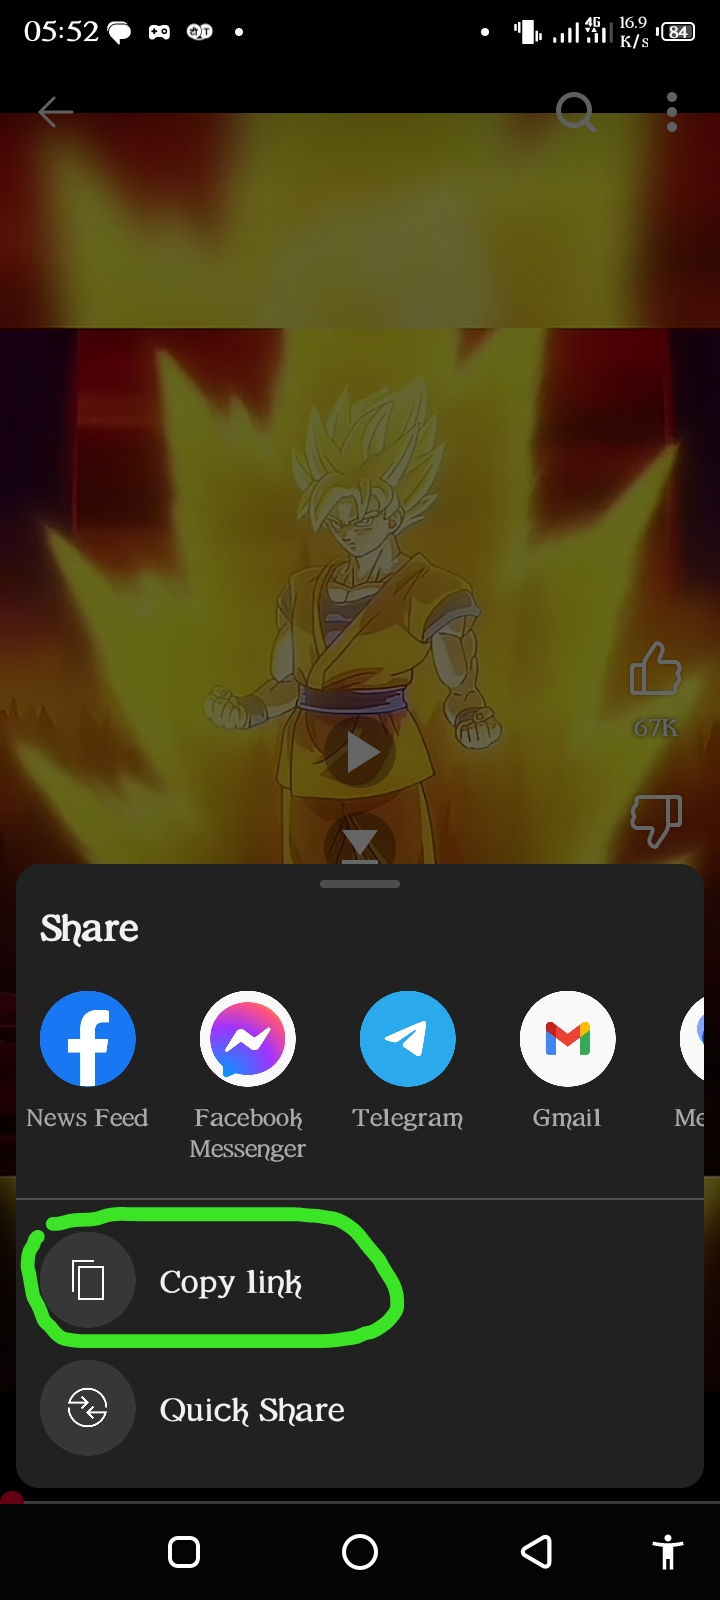 05:52
4G
16.9
K/s
84
67K
Share
News Feed
Facebook
Messenger
Telegram
Gmail
Me
Copy link
Quick Share